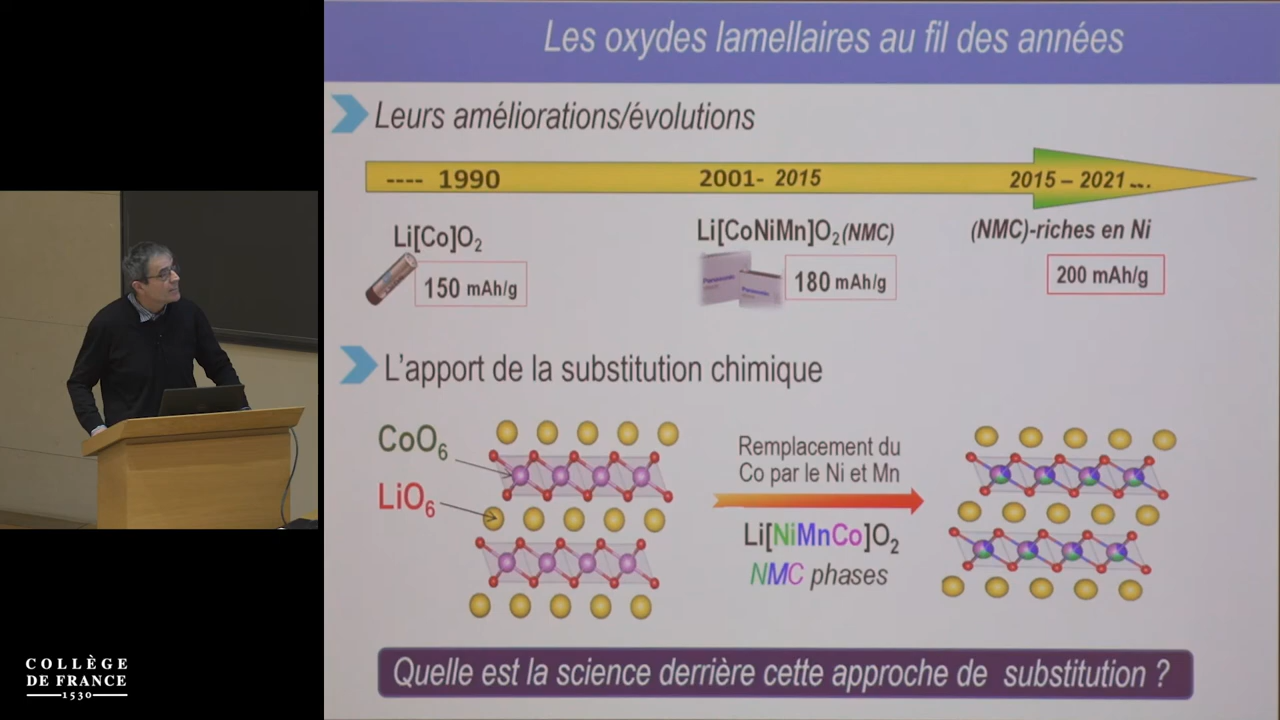 Les oxydes lamellaires au fil des années
Leurs améliorations/évolutions
---- 1990
2001- 2015
2015 – 2021 ...
Li[Co]O2
150 mAh/g
Li[CoNiMn]O2 (NMC)
Panasonic
Panasonic
180 mAh/g
(NMC)-riches en Ni
200 mAh/g
L'apport de la substitution chimique
CoO6
LiO6
Remplacement du
Co par le Ni et Mn
Li[NiMnCo]O2
NMC phases
Quelle est la science derrière cette approche de substitution ?
COLLÈGE
DE FRANCE
1530